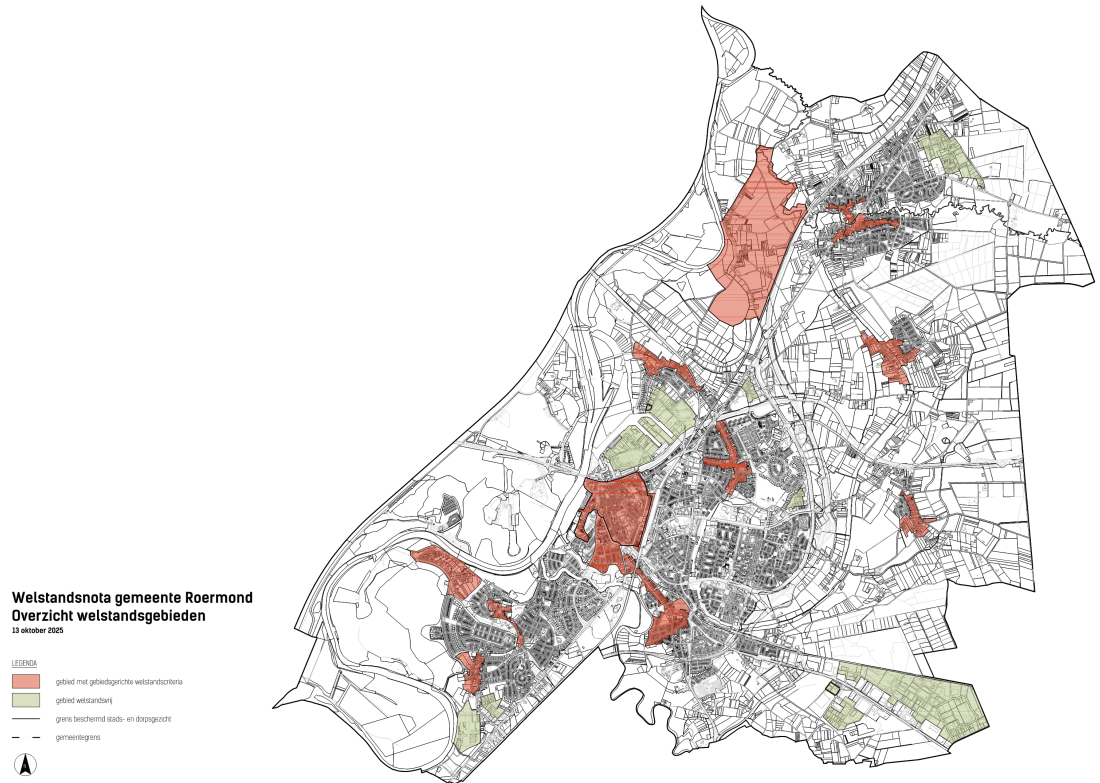 Welstandsnota gemeente Roermond
Overzicht welstandsgebieden
13 oktober 2025
LEGENDA
gebied met gebiedsgerichte welstandscriteria
gebied welstandsvrij
grens beschermd stads- en dorpsgezicht
gemeentegrens